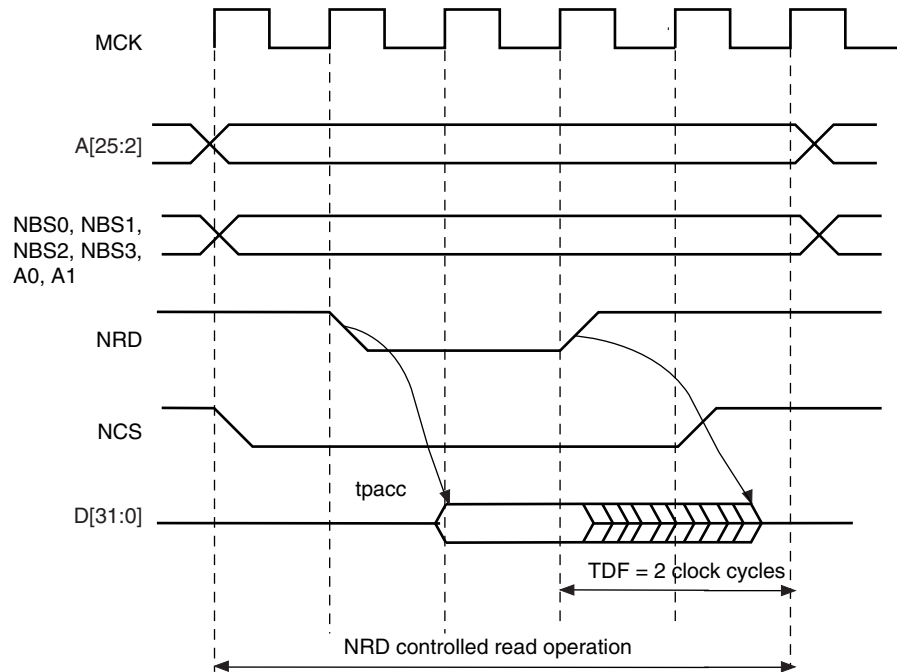 MCK
A[25:2]
NBS0, NBS1,
NBS2, NBS3,
A0, A1
NRD
NCS
tpacc
D[31:0]
TDF = 2 clock cycles
NRD controlled read operation